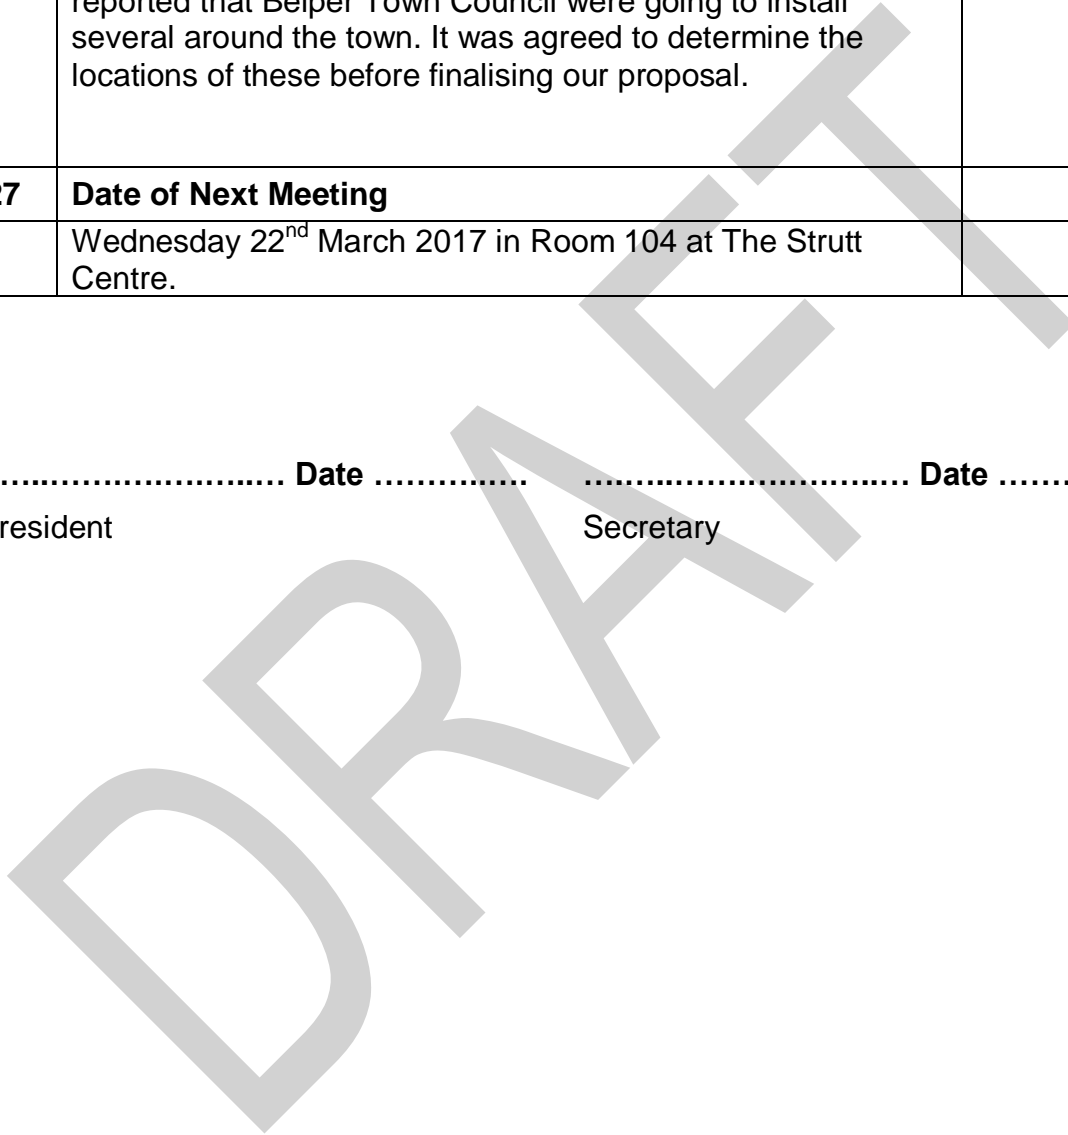 reported that Belper Town Council were going to install
several around the town. It was agreed to determine the
locations of these before finalising our proposal.
27 Date of Next Meeting
Wednesday 22nd March 2017 in Room 104 at The Strutt
Centre.
…..……………..… Date …………… ……..……………..… Date ……
resident Secretary
DRAFT